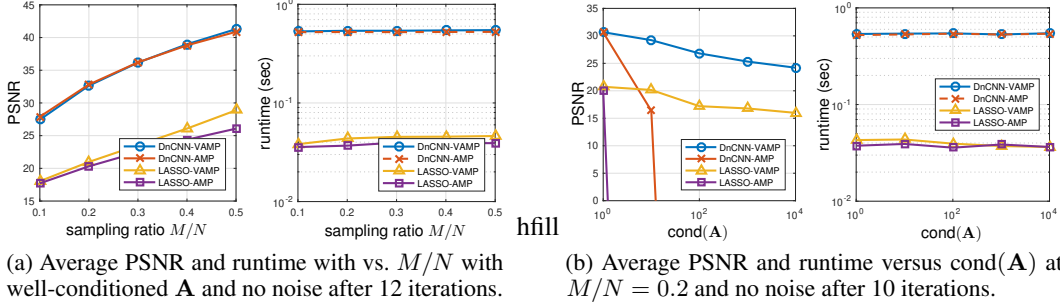 45
40
35
30
25
20
15
PSNR
0.1 0.2 0.3 0.4 0.5
sampling ratio M/N
DnCNN-VAMP
DnCNN-AMP
LASSO-VAMP
LASSO-AMP
10^0
10^-1
10^-2
runtime (sec)
0.1 0.2 0.3 0.4 0.5
sampling ratio M/N
DnCNN-VAMP
DnCNN-AMP
LASSO-VAMP
LASSO-AMP
(a) Average PSNR and runtime with vs. M/N with
well-conditioned A and no noise after 12 iterations.
hfill
35
30
25
20
15
10
5
0
PSNR
10^0 10^2 10^4
cond(A)
DnCNN-VAMP
DnCNN-AMP
LASSO-VAMP
LASSO-AMP
10^0
10^-1
10^-2
runtime (sec)
10^0 10^2 10^4
cond(A)
DnCNN-VAMP
DnCNN-AMP
LASSO-VAMP
LASSO-AMP
(b) Average PSNR and runtime versus cond(A) at
M/N = 0.2 and no noise after 10 iterations.